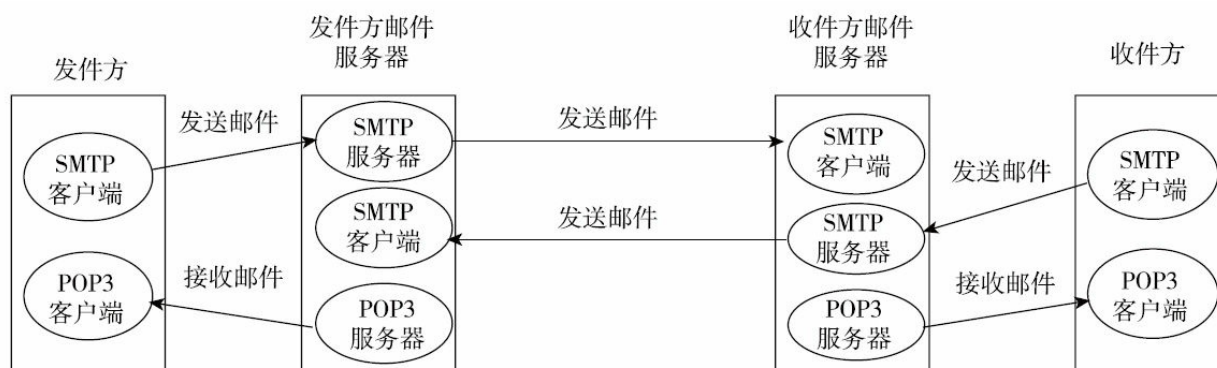 发件方
发件方邮件
服务器
收件方邮件
服务器
收件方
发送邮件
SMTP
客户端
POP3
客户端
接收邮件
SMTP
服务器
SMTP
客户端
POP3
服务器
发送邮件
发送邮件
SMTP
客户端
SMTP
服务器
POP3
服务器
发送邮件
接收邮件
SMTP
客户端
POP3
客户端